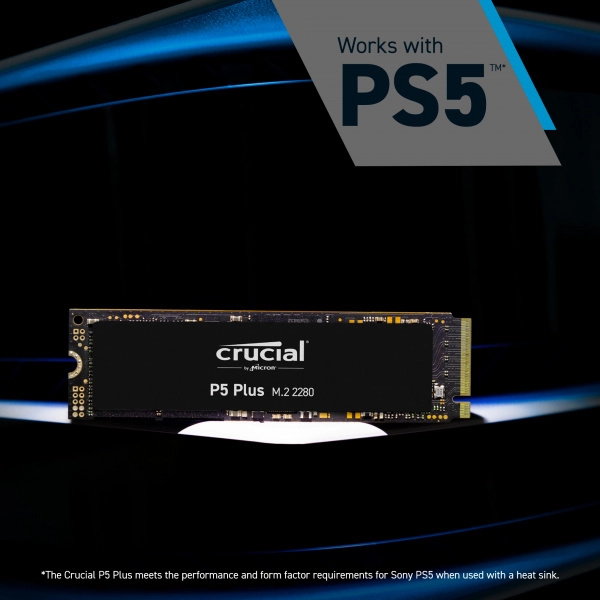 Works with
PS5™*
crucial®
by Micron®
P5 Plus M.2 2280
*The Crucial P5 Plus meets the performance and form factor requirements for Sony PS5 when used with a heat sink.